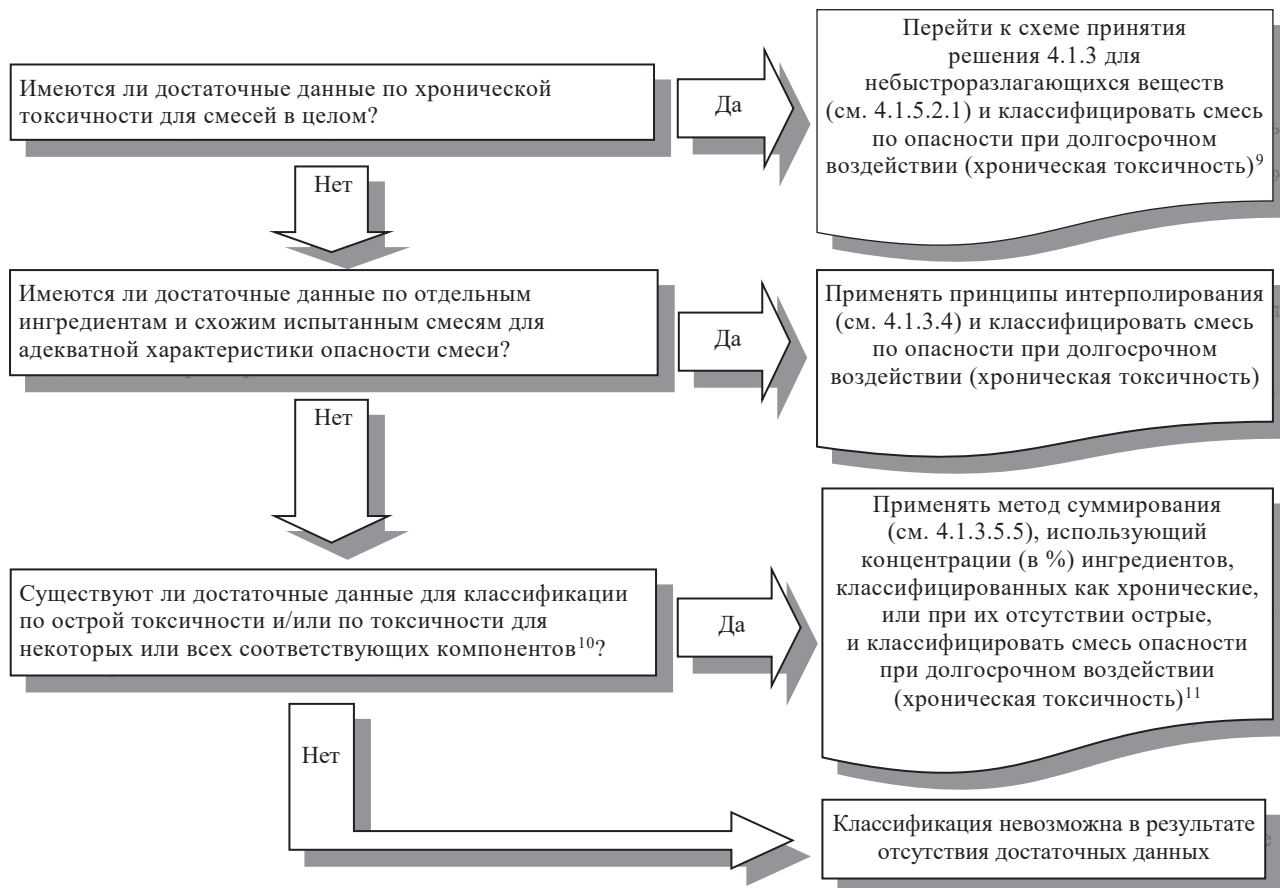 Имеются ли достаточные данные по хронической
токсичности для смесей в целом?
Да
Перейти к схеме принятия
решения 4.1.3 для
небыстроразлагающихся веществ
(см. 4.1.5.2.1) и классифицировать смесь
по опасности при долгосрочном
воздействии (хроническая токсичность)⁹
Нет
Имеются ли достаточные данные по отдельным
ингредиентам и схожим испытанным смесям для
адекватной характеристики опасности смеси?
Да
Применять принципы интерполирования
(см. 4.1.3.4) и классифицировать смесь
по опасности при долгосрочном
воздействии (хроническая токсичность)
Нет
Существуют ли достаточные данные для классификации
по острой токсичности и/или по токсичности для
некоторых или всех соответствующих компонентов¹⁰?
Да
Применять метод суммирования
(см. 4.1.3.5.5), использующий
концентрации (в %) ингредиентов,
классифицированных как хронические,
или при их отсутствии острые,
и классифицировать смесь опасности
при долгосрочном воздействии
(хроническая токсичность)¹¹
Нет
Классификация невозможна в результате
отсутствия достаточных данных